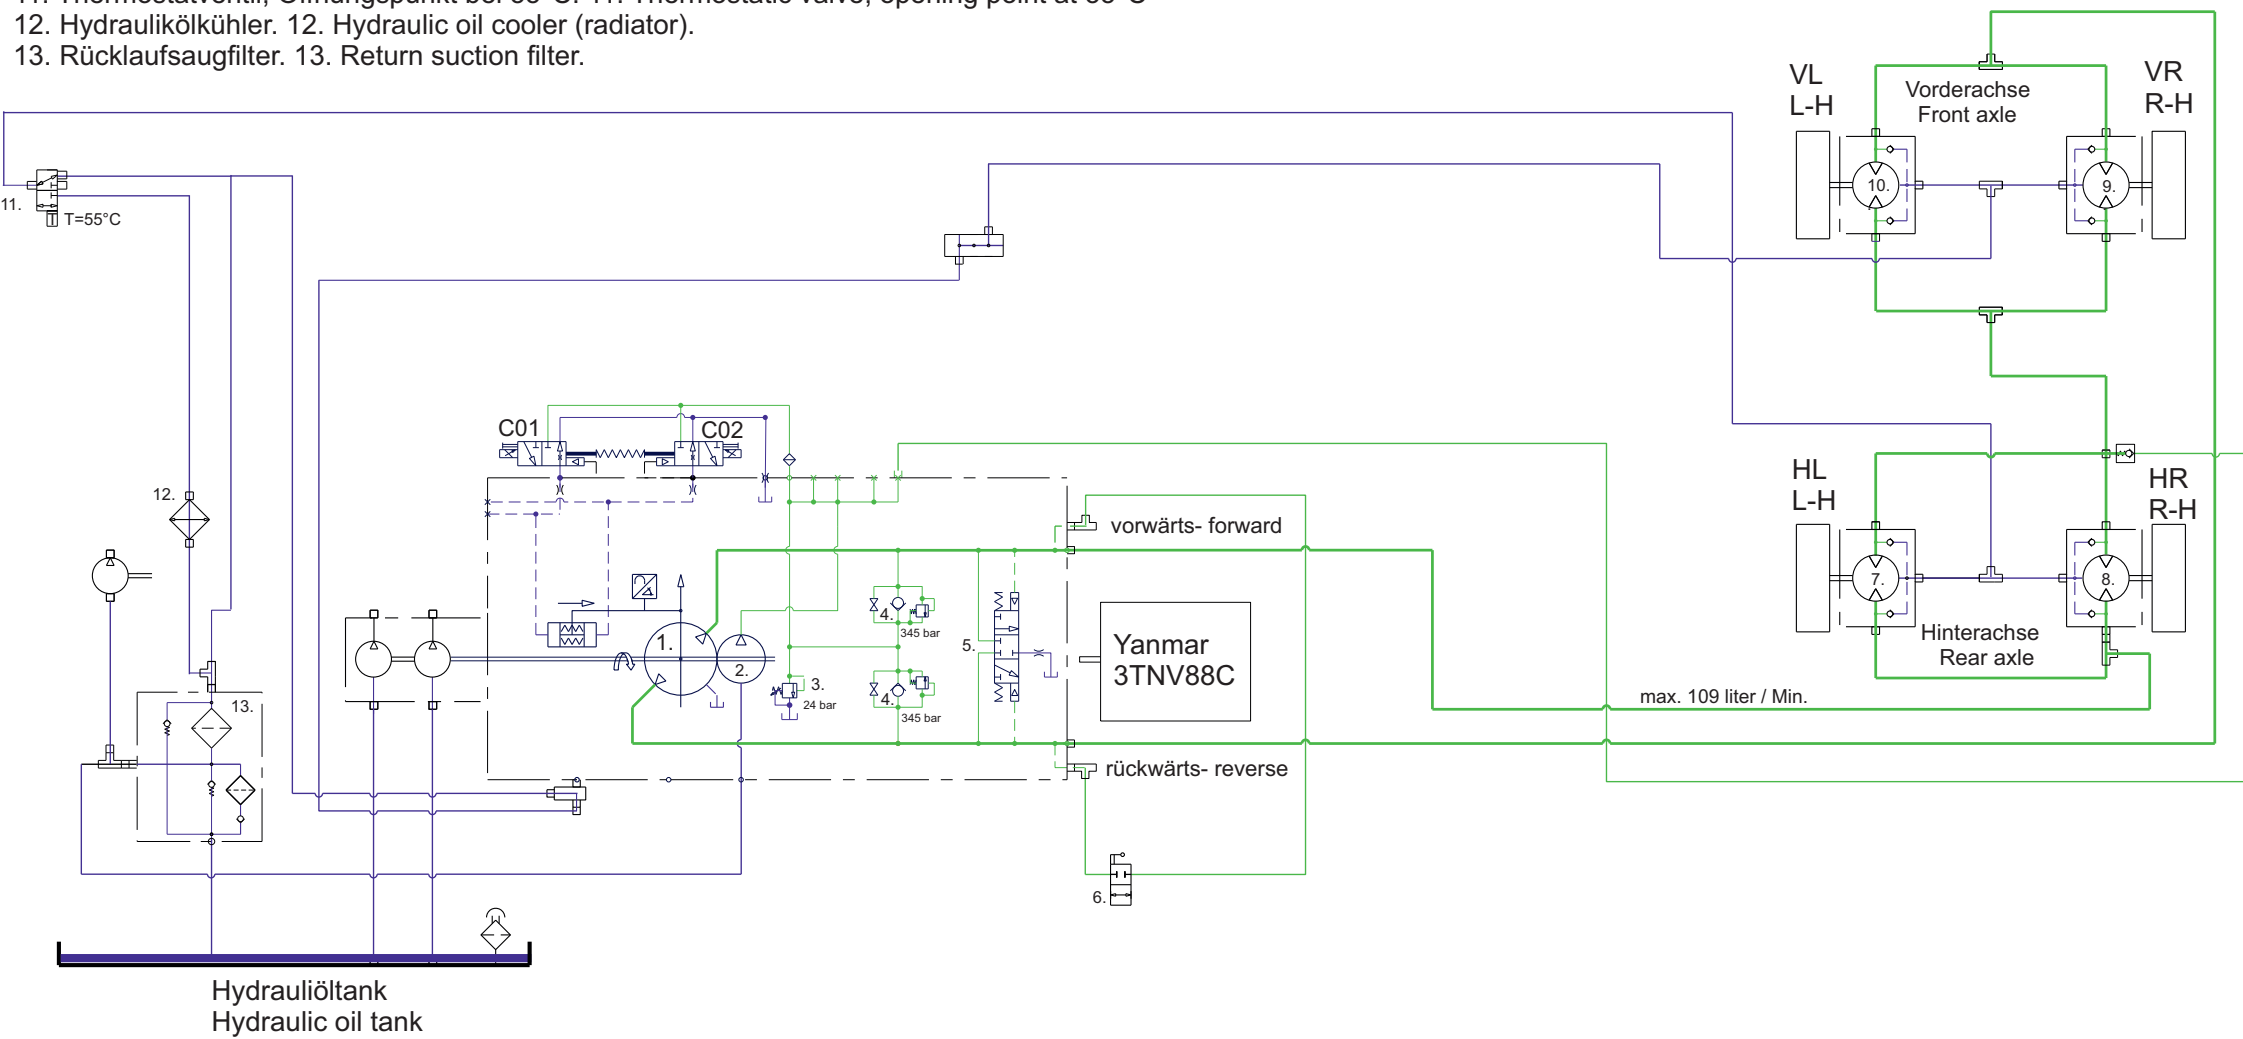 12. Hydraulikölkühler. 12. Hydraulic oil cooler (radiator).
13. Rücklaufsaugfilter. 13. Return suction filter.
VL
L-H
Vorderachse
Front axle
VR
R-H
10.
9.
11.
T=55°C
C01
C02
12.
HL
L-H
HR
R-H
vorwärts- forward
7.
8.
Hinterachse
Rear axle
1.
2.
3.
24 bar
4.
345 bar
4.
345 bar
5.
Yanmar
3TNV88C
max. 109 liter / Min.
13.
rückwärts- reverse
6.
Hydrauliöltank
Hydraulic oil tank